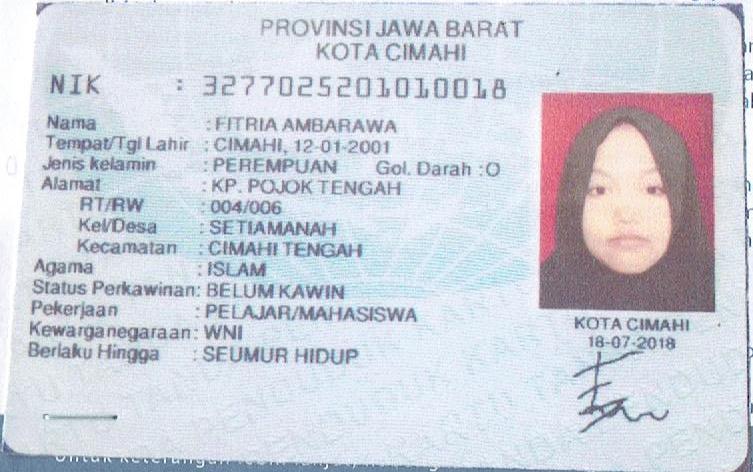 PROVINSI JAWA BARAT
KOTA CIMAHI
NIK : 3277025201010018
Nama : FITRIA AMBARAWA
Tempat/Tgl Lahir : CIMAHI, 12-01-2001
Jenis kelamin : PEREMPUAN Gol. Darah :O
Alamat : KP. POJOK TENGAH
RT/RW : 004/006
Kel/Desa : SETIAMANAH
Kecamatan : CIMAHI TENGAH
Agama : ISLAM
Status Perkawinan: BELUM KAWIN
Pekerjaan : PELAJAR/MAHASISWA
Kewarganegaraan: WNI
Berlaku Hingga : SEUMUR HIDUP
KOTA CIMAHI
18-07-2018